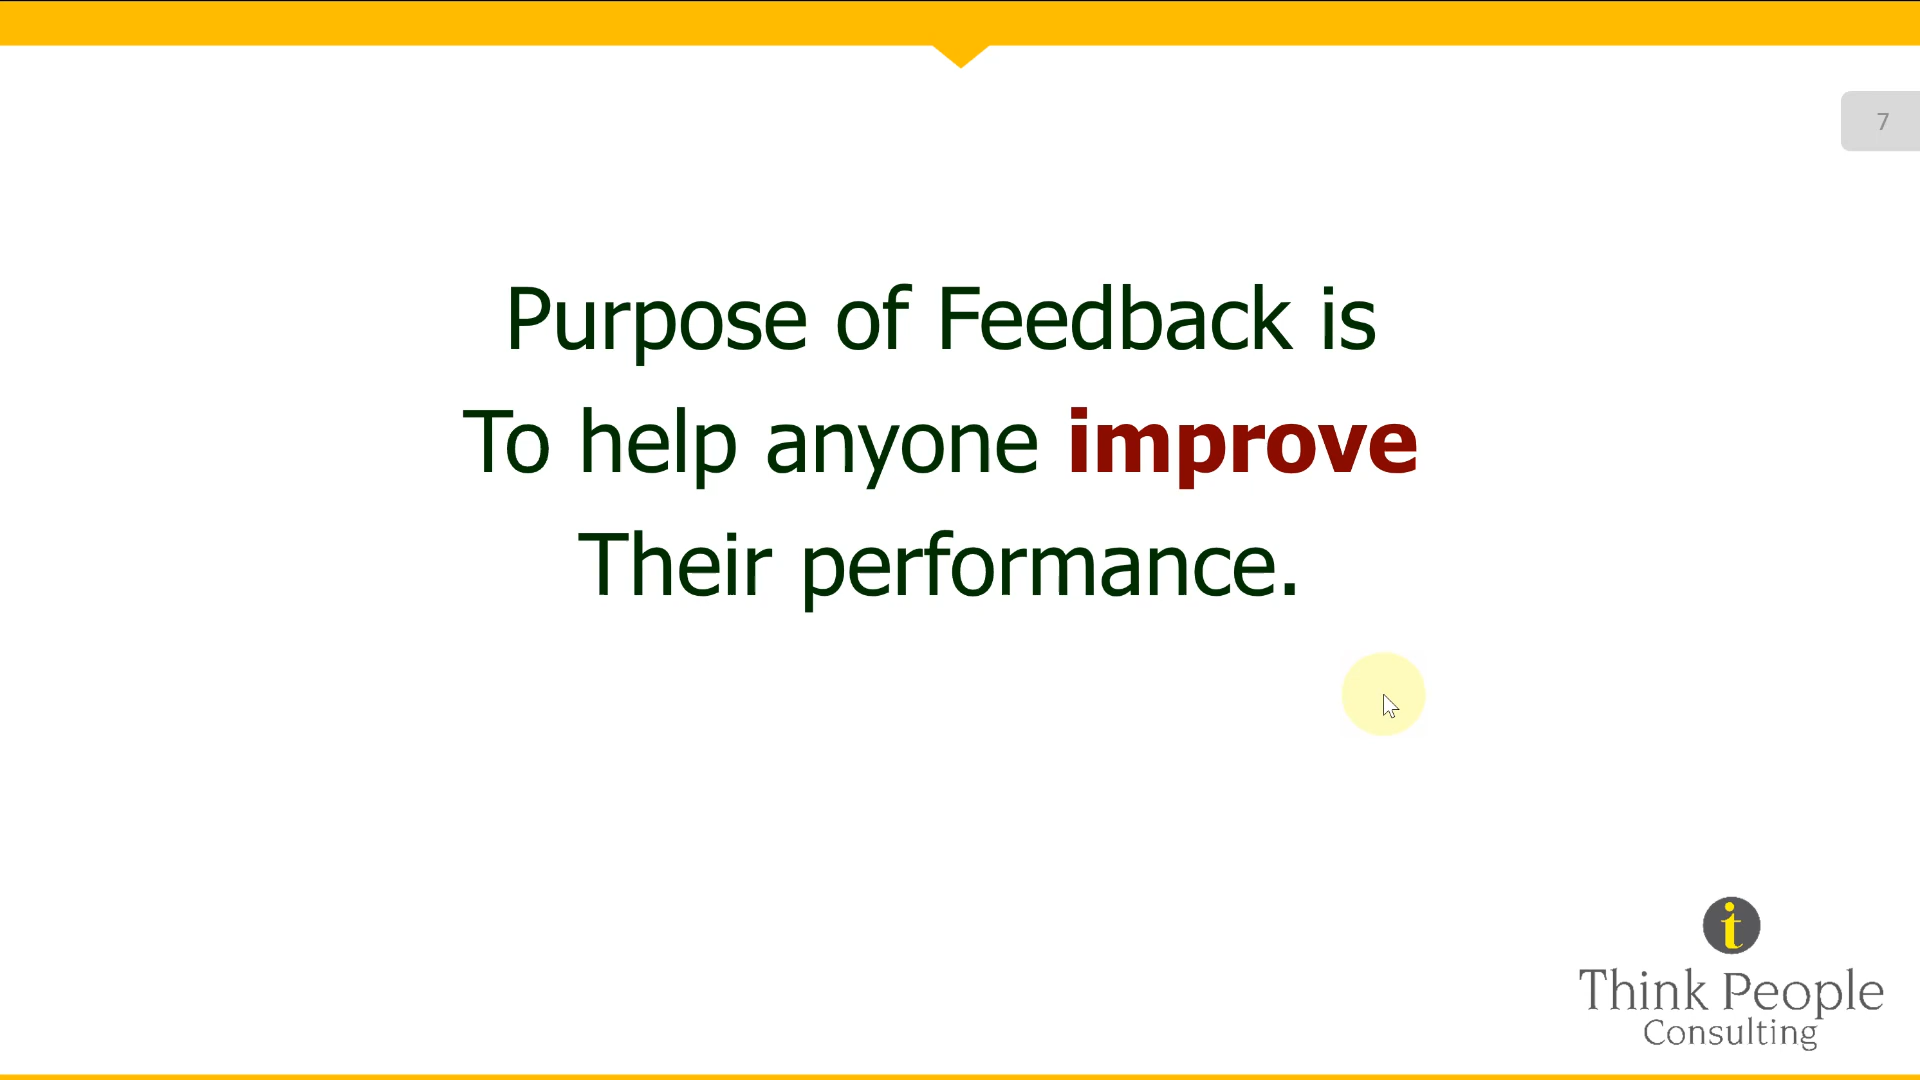 7
Purpose of Feedback is
To help anyone improve
Their performance.
i
Think People
Consulting